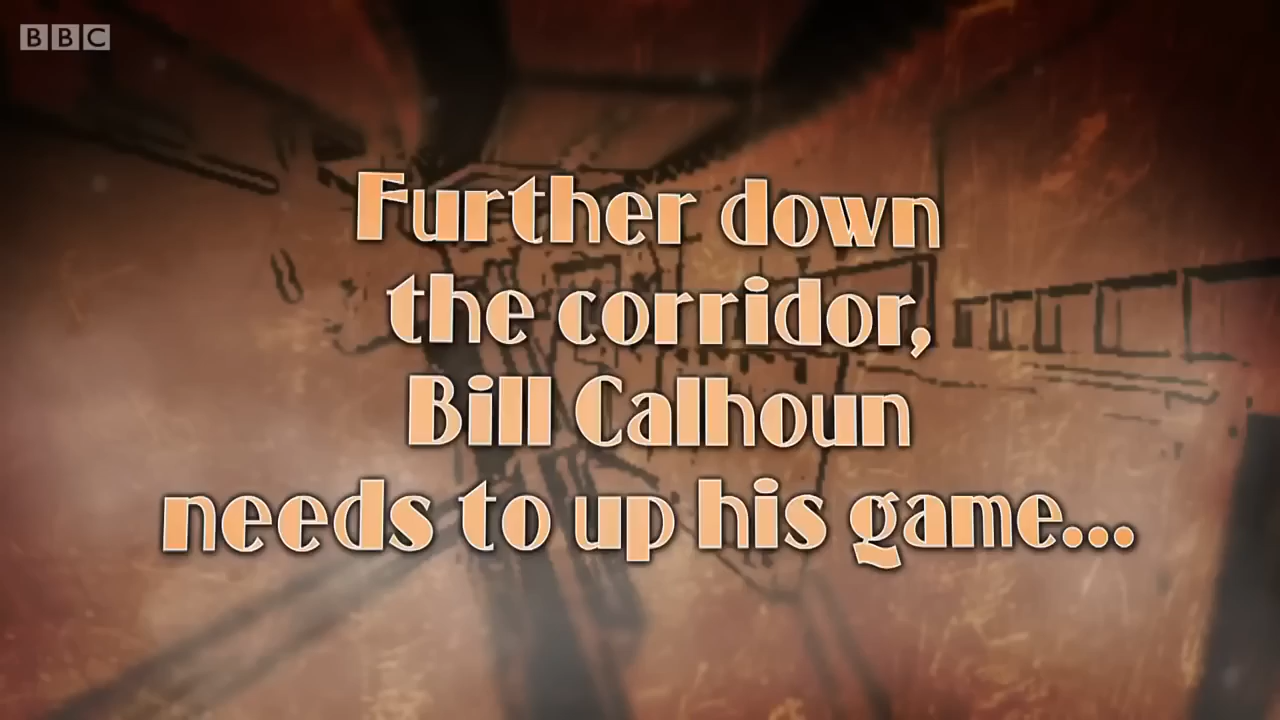 BBC
Further down
the corridor,
Bill Calhoun
needs to up his game...